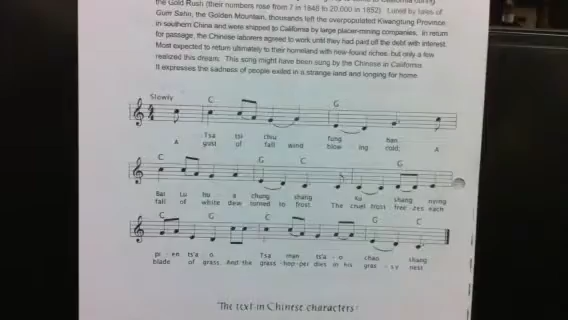 the Gold Rush (their numbers rose from 7 in 1848 to 20,000 in 1852). Lured by tales of
Gum Sahn, the Golden Mountain, thousands left the overpopulated Kwangtung Province
in southern China and were shipped to California by large placer-mining companies. In return
for passage, the Chinese laborers agreed to work until they had paid off the debt with interest.
Most expected to return ultimately to their homeland with new-found riches, but only a few
realized this dream. This song might have been sung by the Chinese in California.
It expresses the sadness of people exiled in a strange land and longing for home.
Slowly C G
Tsa tsi chiu fung han
A gust of fall wind blow - ing cold; A
C G C G
Bai Lu hu a zhung shang ku shang nying
fall of white dew turned to frost. The cruel frost free - zes each
C G C G C
pi - en ts'a o. Tsa man ts'a - o chao shang
blade of grass. And the grass - hop - per dies in his gras - sy nest
The text in Chinese characters: